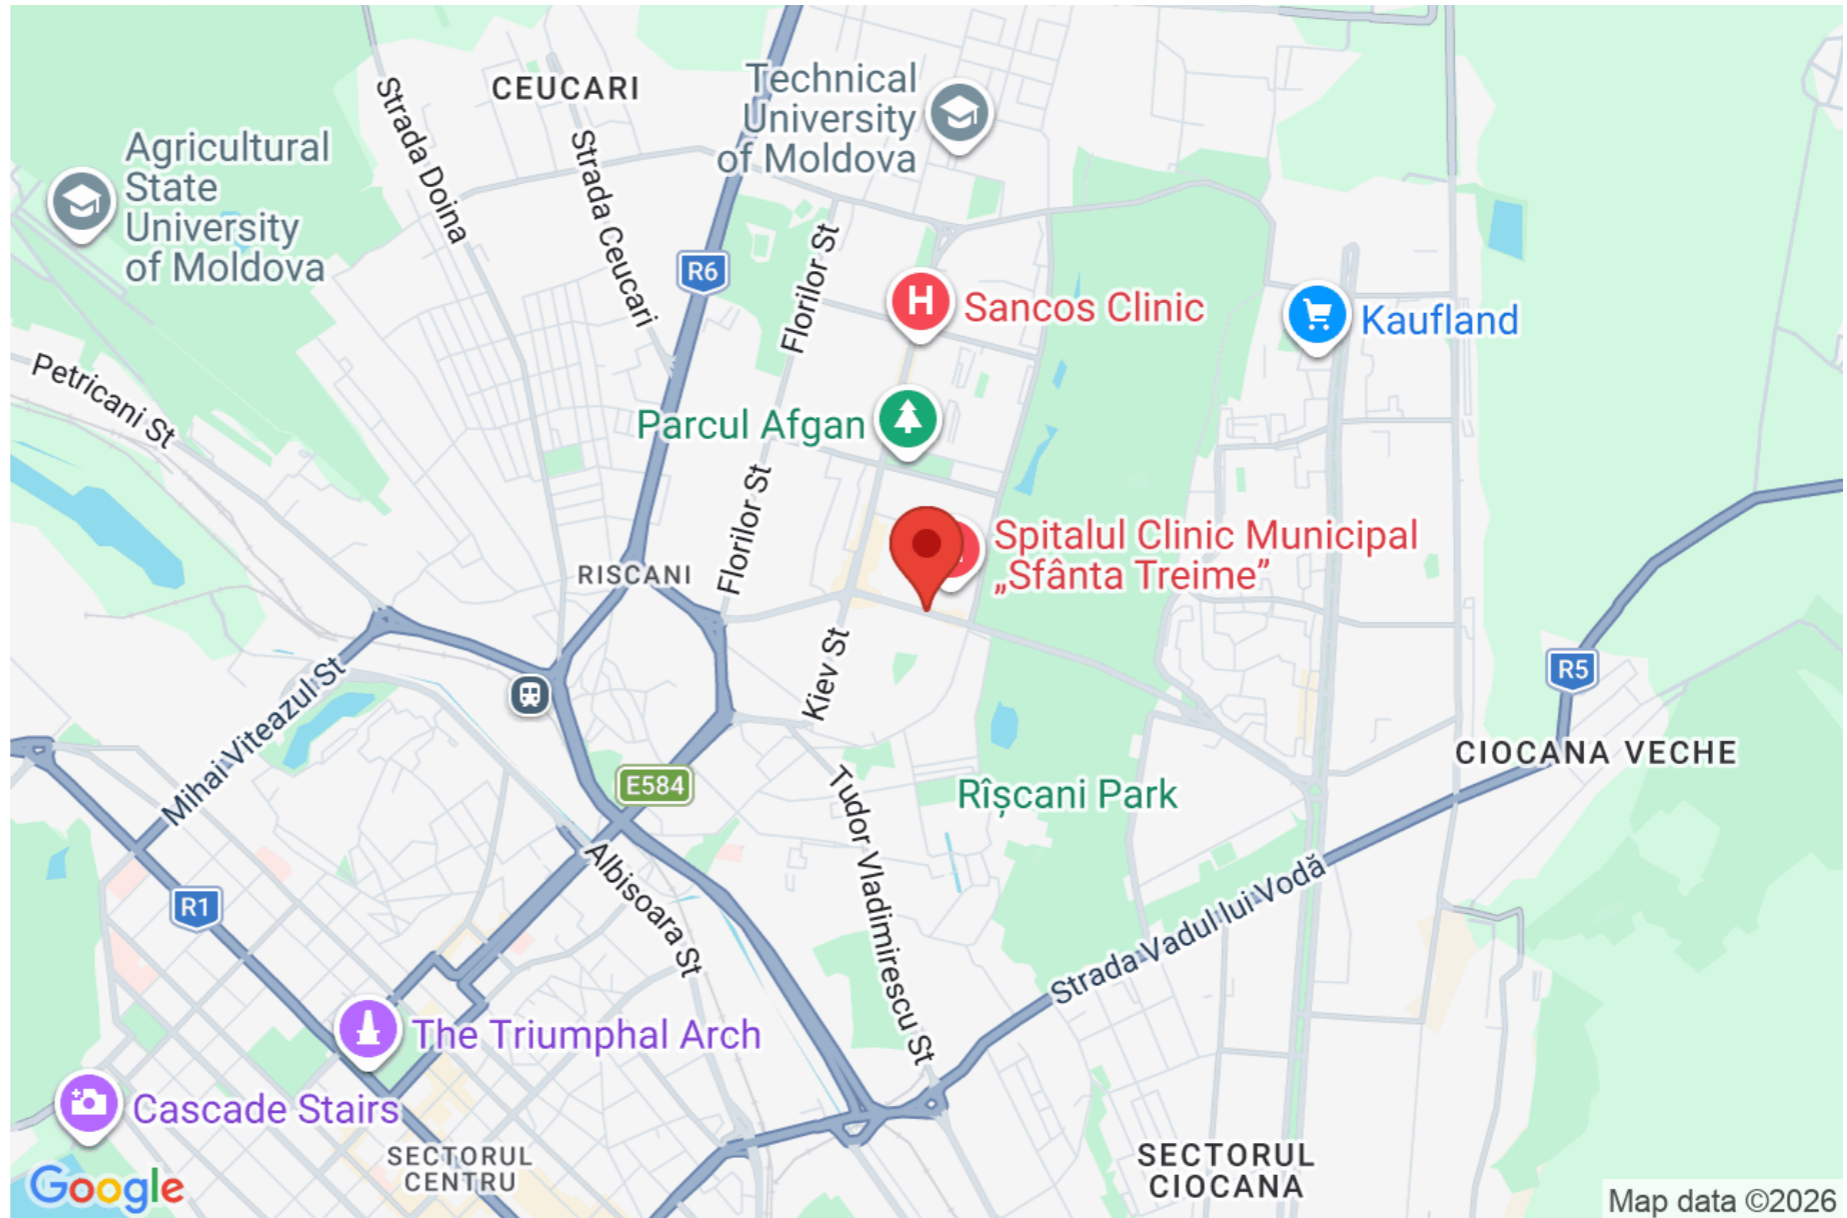 CEUCARI
Technical
University
of Moldova
Agricultural
State
University
of Moldova
Strada Doina
Strada Ceucari
R6
Florilor St
H
Sancos Clinic
Kaufland
Petricani St
Parcul Afgan
Florilor St
Spitalul Clinic Municipal
„Sfânta Treime”
RISCANI
Kiev St
Mihai Viteazul St
R5
CIOCANA VECHE
E584
Rîșcani Park
Tudor Vladimirescu St
Albisoara St
R1
Strada Vadul lui Vodă
The Triumphal Arch
Cascade Stairs
SECTORUL
CENTRU
SECTORUL
CIOCANA
Google
Map data ©2026